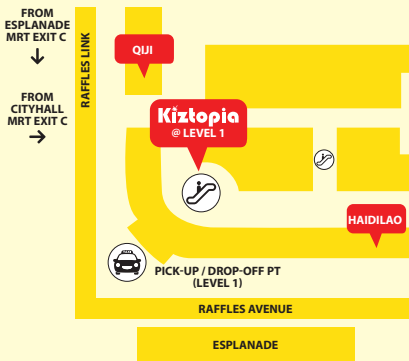 FROM
ESPLANADE
MRT EXIT C
FROM
CITYHALL
MRT EXIT C
RAFFLES LINK
QIJI
Kiztopia
@ LEVEL 1
HAIDILAO
TAXI
PICK-UP / DROP-OFF PT
(LEVEL 1)
RAFFLES AVENUE
ESPLANADE